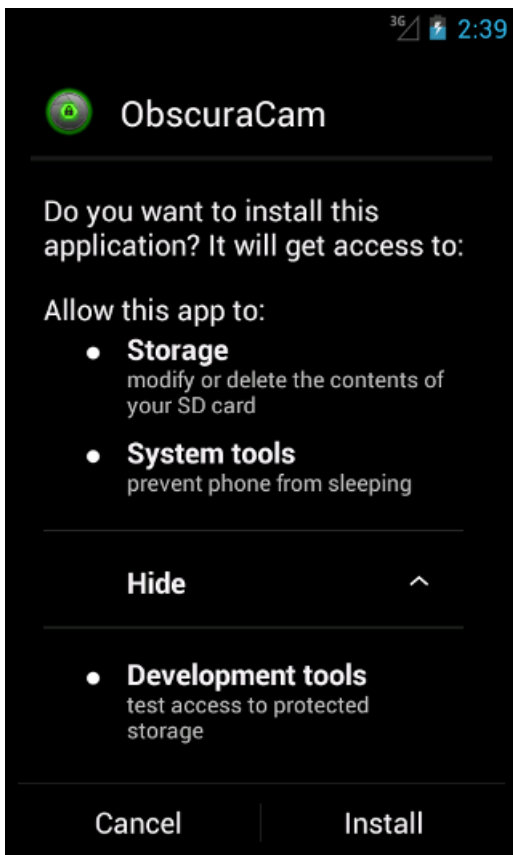 3G 2:39
ObscuraCam
Do you want to install this
application? It will get access to:
Allow this app to:
Storage
modify or delete the contents of
your SD card
System tools
prevent phone from sleeping
Hide
Development tools
test access to protected
storage
Cancel Install